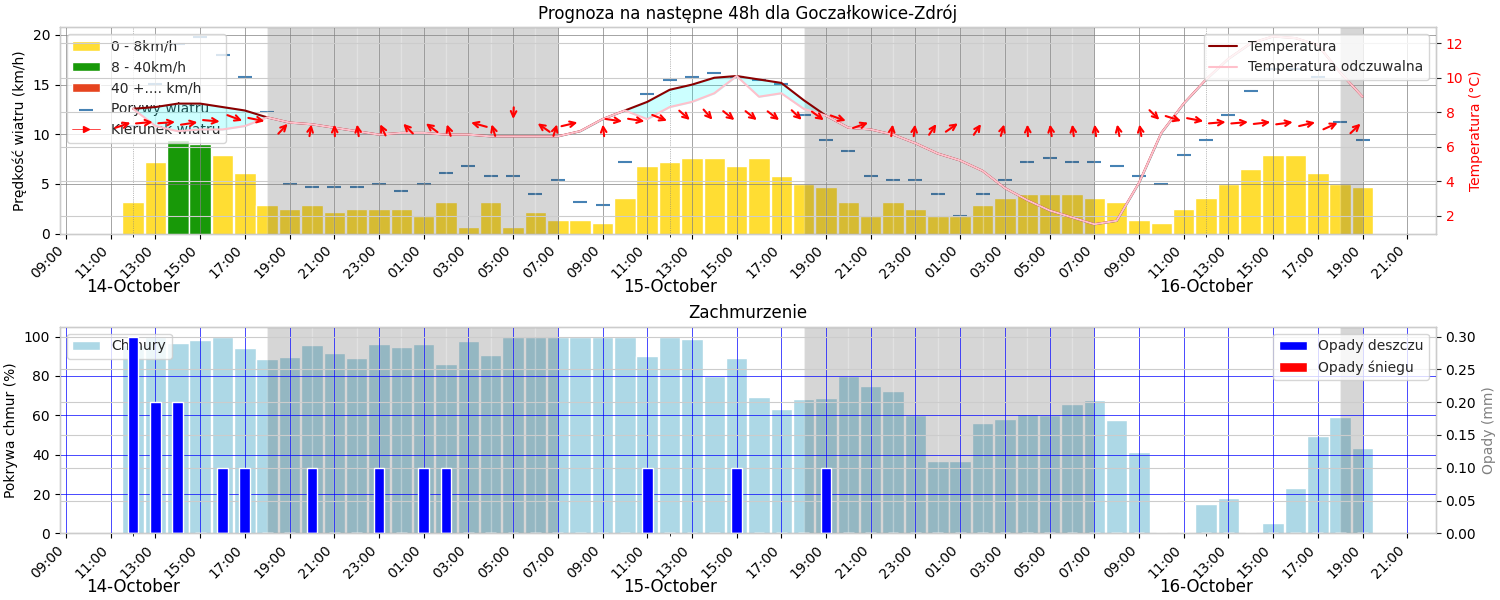 Prognoza na następne 48h dla Goczałkowice-Zdrój
Prędkość wiatru (km/h)
20
15
10
5
0
0 - 8km/h
8 - 40km/h
40 +.... km/h
Porywy wiatru
Kierunek wiatru
Temperatura
Temperatura odczuwalna
12
10
8
6
4
2
Temperatura (°C)
09:00 11:00 13:00 15:00 17:00 19:00 21:00 23:00 01:00 03:00 05:00 07:00 09:00 11:00 13:00 15:00 17:00 19:00 21:00 23:00 01:00 03:00 05:00 07:00 09:00 11:00 13:00 15:00 17:00 19:00 21:00
14-October 15-October 16-October
Zachmurzenie
Pokrywa chmur (%)
100
80
60
40
20
0
Chmury
Opady deszczu
Opady śniegu
0.30
0.25
0.20
0.15
0.10
0.05
0.00
Opady (mm)
09:00 11:00 13:00 15:00 17:00 19:00 21:00 23:00 01:00 03:00 05:00 07:00 09:00 11:00 13:00 15:00 17:00 19:00 21:00 23:00 01:00 03:00 05:00 07:00 09:00 11:00 13:00 15:00 17:00 19:00 21:00
14-October 15-October 16-October